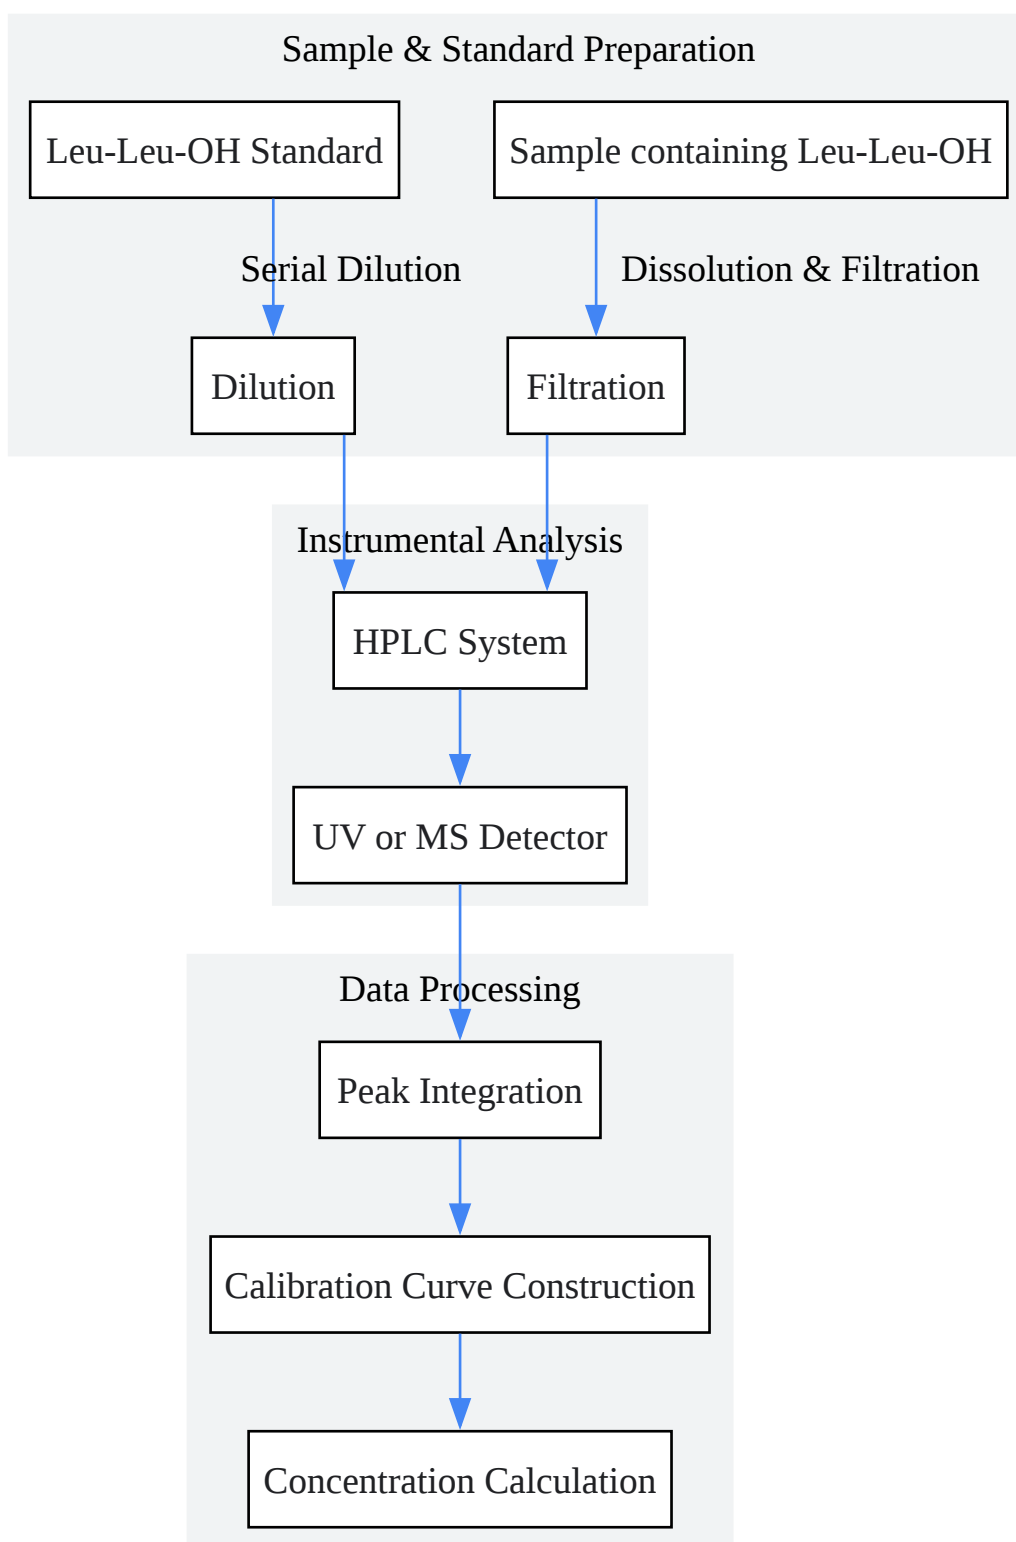 Sample & Standard Preparation
Leu-Leu-OH Standard
Sample containing Leu-Leu-OH
Serial Dilution
Dissolution & Filtration
Dilution
Filtration
Instrumental Analysis
HPLC System
UV or MS Detector
Data Processing
Peak Integration
Calibration Curve Construction
Concentration Calculation